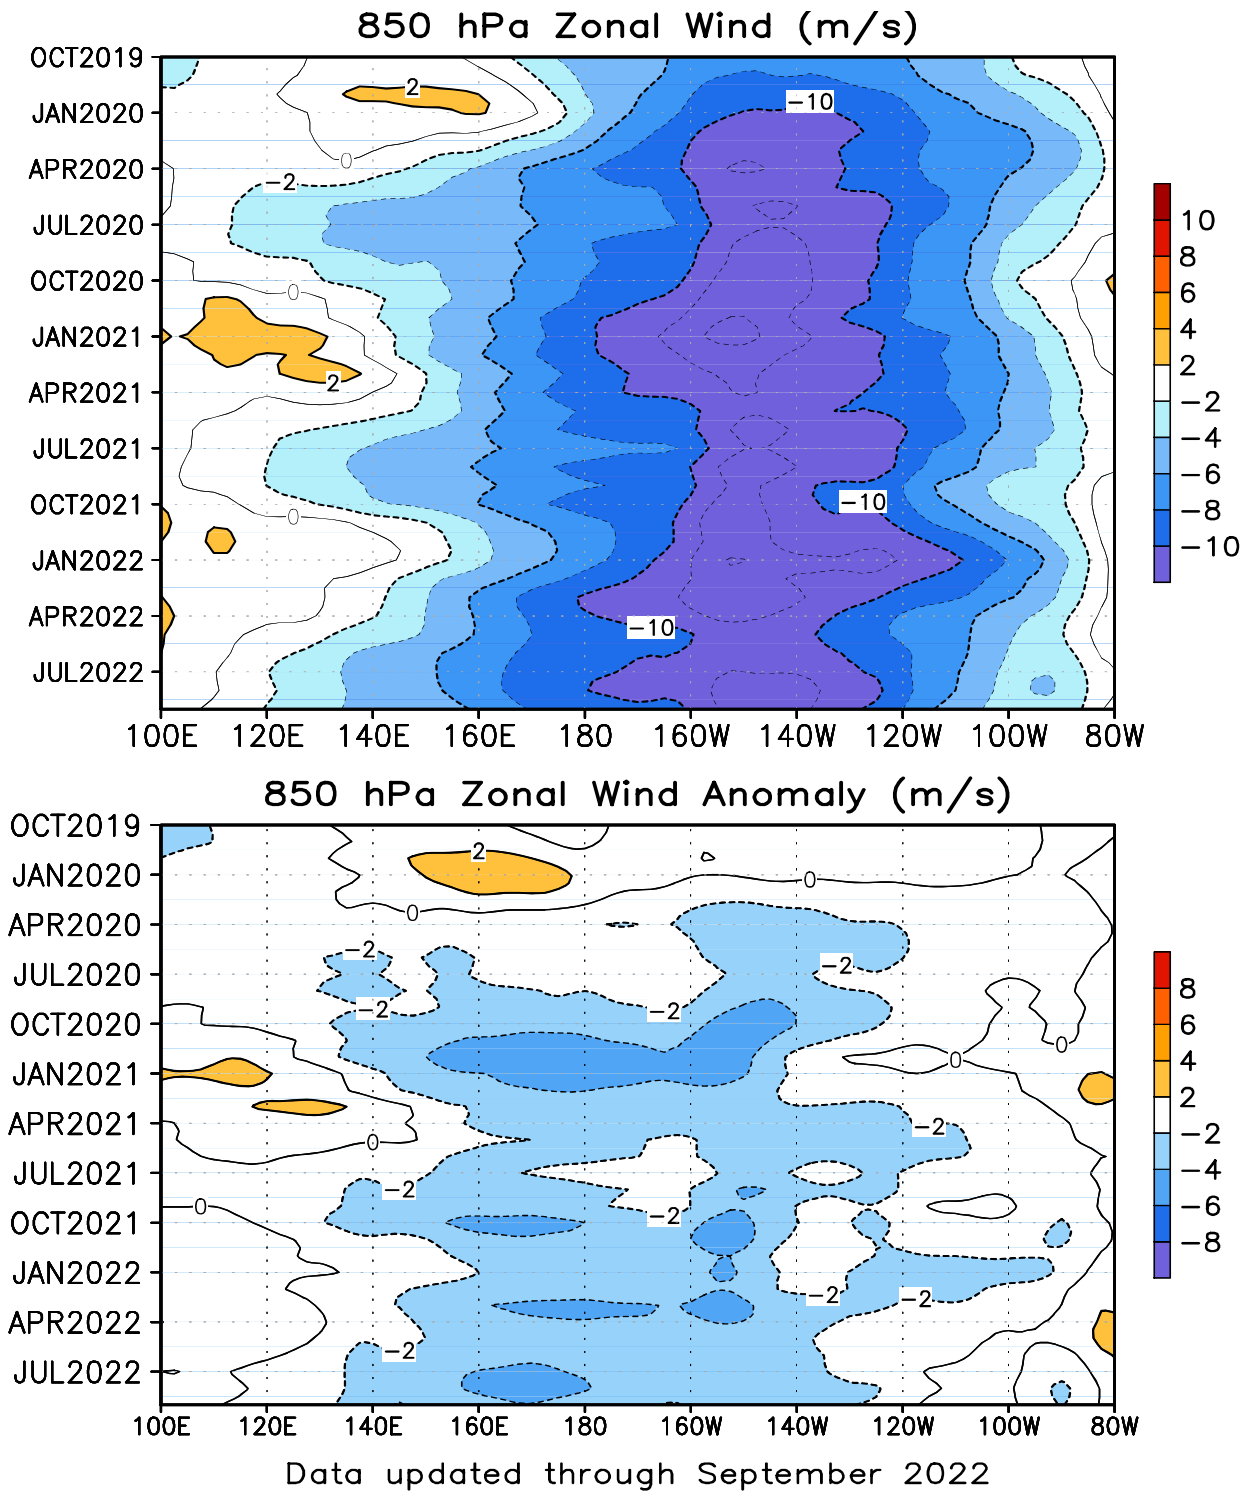 850 hPa Zonal Wind (m/s)
OCT2019
JAN2020
APR2020
JUL2020
OCT2020
JAN2021
APR2021
JUL2021
OCT2021
JAN2022
APR2022
JUL2022
2
−10
0
−2
0
2
0
−10
−10
10
8
6
4
2
−2
−4
−6
−8
−10
100E 120E 140E 160E 180 160W 140W 120W 100W 80W
850 hPa Zonal Wind Anomaly (m/s)
OCT2019
JAN2020
APR2020
JUL2020
OCT2020
JAN2021
APR2021
JUL2021
OCT2021
JAN2022
APR2022
JUL2022
2
0
0
−2
−2
−2
−2
0
0
−2
0
−2
0
−2
−2
−2
−2
8
6
4
2
−2
−4
−6
−8
100E 120E 140E 160E 180 160W 140W 120W 100W 80W
Data updated through September 2022